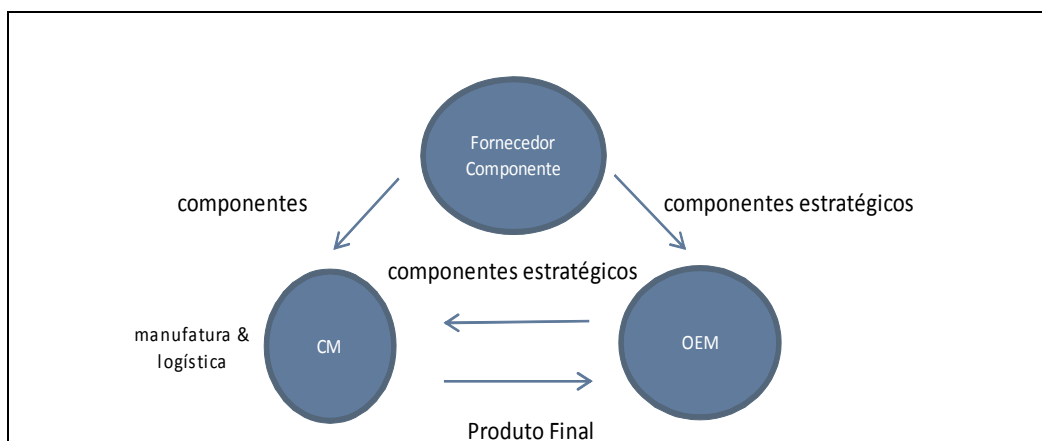 Fornecedor
Componente
componentes
componentes estratégicos
componentes estratégicos
manufatura &
logística
CM
OEM
Produto Final